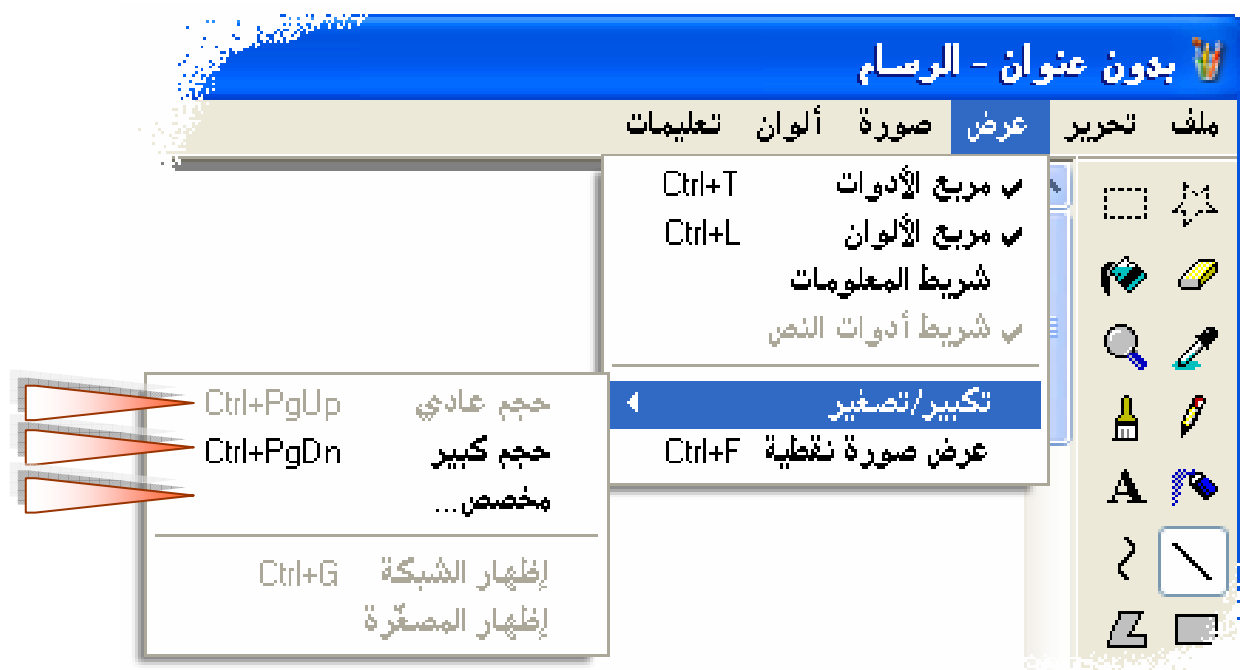 بدون عنوان - الرسام
ملف تحرير عرض صورة ألوان تعليمات
مربع الأدوات Ctrl+T
مربع الألوان Ctrl+L
شريط المعلومات
شريط أدوات النص
تكبير/تصغير
عرض صورة نقطية Ctrl+F
حجم عادي Ctrl+PgUp
حجم كبير Ctrl+PgDn
مخصص...
إظهار الشبكة Ctrl+G
إظهار المصغّرة